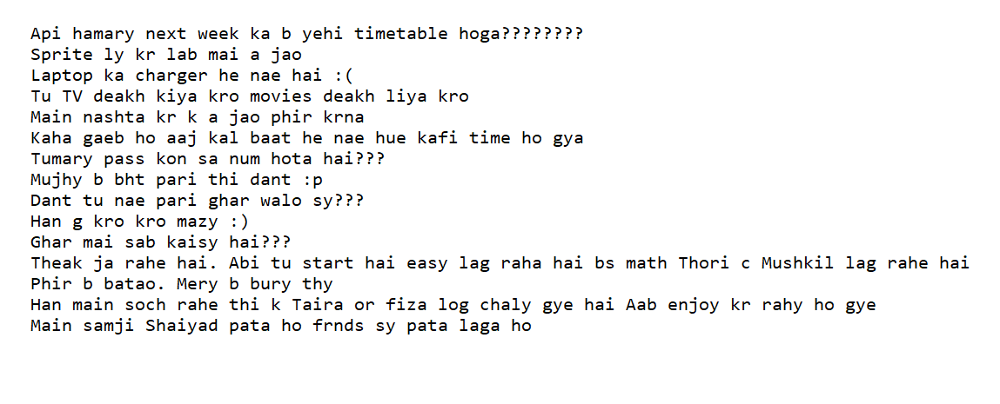 Api hamary next week ka b yehi timetable hoga????????
Sprite ly kr lab mai a jao
Laptop ka charger he nae hai :(
Tu TV deakh kiya kro movies deakh liya kro
Main nashta kr k a jao phir krna
Kaha gaeb ho aaj kal baat he nae hue kafi time ho gya
Tumary pass kon sa num hota hai???
Mujhy b bht pari thi dant :p
Dant tu nae pari ghar walo sy???
Han g kro kro mazy :)
Ghar mai sab kaisy hai???
Theak ja rahe hai. Abi tu start hai easy lag raha hai bs math Thori c Mushkil lag rahe hai
Phir b batao. Mery b bury thy
Han main soch rahe thi k Taira or fiza log chaly gye hai Aab enjoy kr rahy ho gye
Main samji Shaiyad pata ho frnds sy pata laga ho